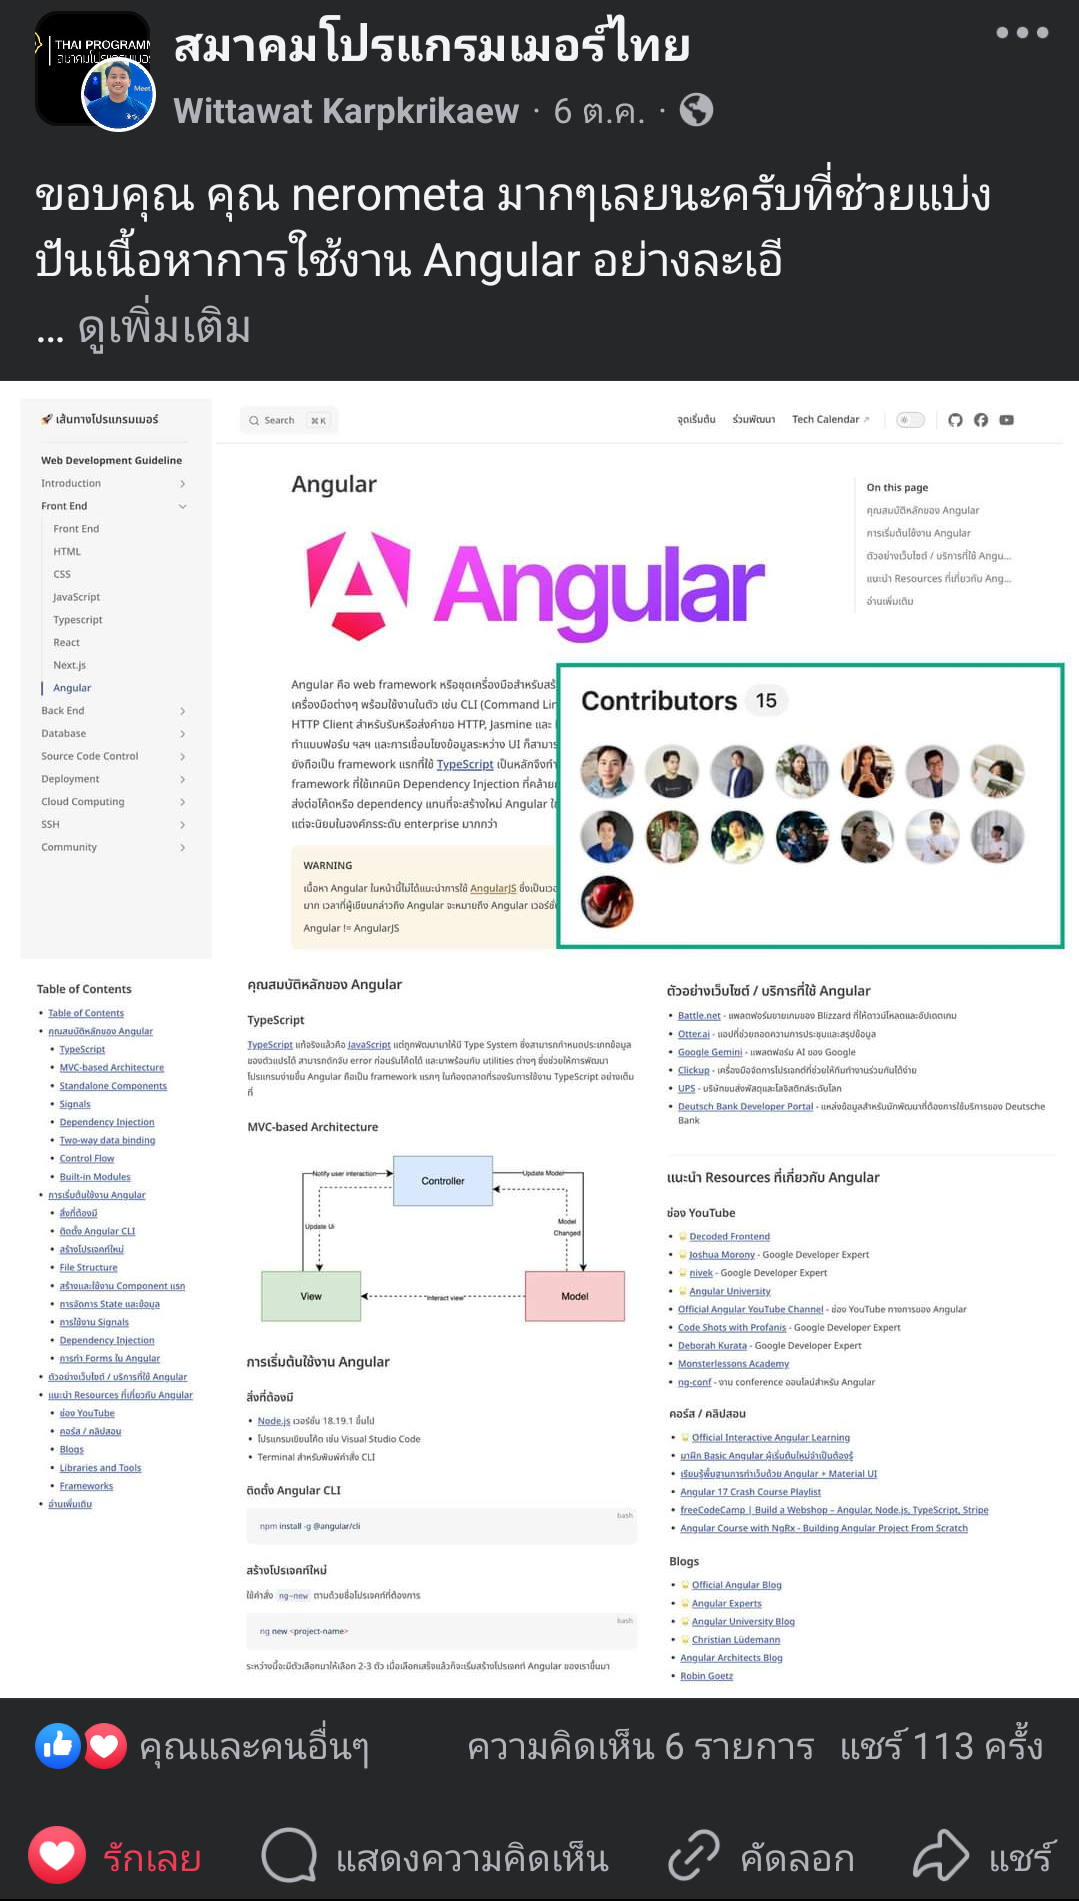 THAI PROGRAMM
สมาคมโปรแกรมเมอร์ไทย
Wittawat Karpkrikaew · 6 ต.ค. ·
ขอบคุณ คุณ nerometa มากๆเลยนะครับที่ช่วยแบ่ง
ปันเนื้อหาการใช้งาน Angular อย่างละเอี
... ดูเพิ่มเติม
🚀 เส้นทางโปรแกรมเมอร์
Search ⌘ K
จุดเริ่มต้น ร่วมพัฒนา Tech Calendar
Web Development Guideline
Introduction
Front End
Front End
HTML
CSS
JavaScript
Typescript
React
Next.js
Angular
Back End
Database
Source Code Control
Deployment
Cloud Computing
SSH
Community
Angular
Angular
On this page
คุณสมบัติหลักของ Angular
การเริ่มต้นใช้งาน Angular
ตัวอย่างเว็บไซต์ / บริการที่ใช้ Angu...
แนะนำ Resources ที่เกี่ยวกับ Ang...
อ่านเพิ่มเติม
Angular คือ web framework หรือชุดเครื่องมือสำหรับสร้
เครื่องมือต่างๆ พร้อมใช้งานในตัว เช่น CLI (Command Lin
HTTP Client สำหรับรับหรือส่งคำขอ HTTP, Jasmine และ
ทำแบบฟอร์ม ฯลฯ และการเชื่อมโยงข้อมูลระหว่าง UI ก็สามาร
ยังถือเป็น framework แรกที่ใช้ TypeScript เป็นหลักจึงทำ
framework ที่ใช้เทคนิค Dependency Injection ที่คล้าย
ส่งต่อโค้ดหรือ dependency แทนที่จะสร้างใหม่ Angular
แต่จะนิยมในองค์กรระดับ enterprise มากกว่า
WARNING
เนื้อหา Angular ในหน้านี้ไม่ได้แนะนำการใช้ AngularJS ซึ่งเป็นเวอ
มาก เวลาที่ผู้เขียนกล่าวถึง Angular จะหมายถึง Angular เวอร์ชั่
Angular != AngularJS
Contributors 15
Table of Contents
Table of Contents
คุณสมบัติหลักของ Angular
TypeScript
MVC-based Architecture
Standalone Components
Signals
Dependency Injection
Two-way data binding
Control Flow
Built-in Modules
การเริ่มต้นใช้งาน Angular
สิ่งที่ต้องมี
ติดตั้ง Angular CLI
สร้างโปรเจคท์ใหม่
File Structure
สร้างและใช้งาน Component แรก
การจัดการ State และข้อมูล
การใช้งาน Signals
Dependency Injection
การทำ Forms ใน Angular
ตัวอย่างเว็บไซต์ / บริการที่ใช้ Angular
แนะนำ Resources ที่เกี่ยวกับ Angular
ช่อง YouTube
คอร์ส / คลิปสอน
Blogs
Libraries and Tools
Frameworks
อ่านเพิ่มเติม
คุณสมบัติหลักของ Angular
TypeScript
TypeScript แท้จริงแล้วคือ JavaScript แต่ถูกพัฒนามาให้มี Type System ซึ่งสามารถกำหนดประเภทข้อมูล
ของตัวแปรได้ สามารถดักจับ error ก่อนรันโค้ดได้ และมาพร้อมกับ utilities ต่างๆ ซึ่งช่วยให้การพัฒนา
โปรแกรมง่ายขึ้น Angular ถือเป็น framework แรกๆ ในท้องตลาดที่รองรับการใช้งาน TypeScript อย่างเต็ม
ที่
MVC-based Architecture
Notify user interaction
Controller
Update Model
Update Ui
Model
Changed
View
Interact view
Model
การเริ่มต้นใช้งาน Angular
สิ่งที่ต้องมี
Node.js เวอร์ชัน 18.19.1 ขึ้นไป
โปรแกรมเขียนโค้ด เช่น Visual Studio Code
Terminal สำหรับพิมพ์คำสั่ง CLI
ติดตั้ง Angular CLI
bash
npm install -g @angular/cli
สร้างโปรเจคท์ใหม่
ใช้คำสั่ง ng-new ตามด้วยชื่อโปรเจคท์ที่ต้องการ
bash
ng new <project-name>
ระหว่างนี้จะมีตัวเลือกมาให้เลือก 2-3 ตัว เมื่อเลือกเสร็จแล้วก็จะเริ่มสร้างโปรเจคท์ Angular ของเราขึ้นมา
ตัวอย่างเว็บไซต์ / บริการที่ใช้ Angular
Battle.net - แพลตฟอร์มขายเกมของ Blizzard ที่ให้ดาวน์โหลดและอัปเดตเกม
Otter.ai - แอปที่ช่วยถอดความการประชุมและสรุปข้อมูล
Google Gemini - แพลตฟอร์ม AI ของ Google
Clickup - เครื่องมือจัดการโปรเจกต์ที่ช่วยให้ทีมทำงานร่วมกันได้ง่าย
UPS - บริษัทขนส่งพัสดุและโลจิสติกส์ระดับโลก
Deutsch Bank Developer Portal - แหล่งข้อมูลสำหรับนักพัฒนาที่ต้องการใช้บริการของ Deutsche
Bank
แนะนำ Resources ที่เกี่ยวกับ Angular
ช่อง YouTube
Decoded Frontend
Joshua Morony - Google Developer Expert
nivek - Google Developer Expert
Angular University
Official Angular YouTube Channel - ช่อง YouTube ทางการของ Angular
Code Shots with Profanis - Google Developer Expert
Deborah Kurata - Google Developer Expert
Monsterlessons Academy
ng-conf - งาน conference ออนไลน์สำหรับ Angular
คอร์ส / คลิปสอน
Official Interactive Angular Learning
มาฝึก Basic Angular ผู้เริ่มต้นใหม่จำเป็นต้องรู้
เรียนรู้พื้นฐานการทำเว็บด้วย Angular + Material UI
Angular 17 Crash Course Playlist
freeCodeCamp | Build a Webshop – Angular, Node.js, TypeScript, Stripe
Angular Course with NgRx - Building Angular Project From Scratch
Blogs
Official Angular Blog
Angular Experts
Angular University Blog
Christian Lüdemann
Angular Architects Blog
Robin Goetz
คุณและคนอื่นๆ ความคิดเห็น 6 รายการ แชร์ 113 ครั้ง
รักเลย แสดงความคิดเห็น คัดลอก แชร์